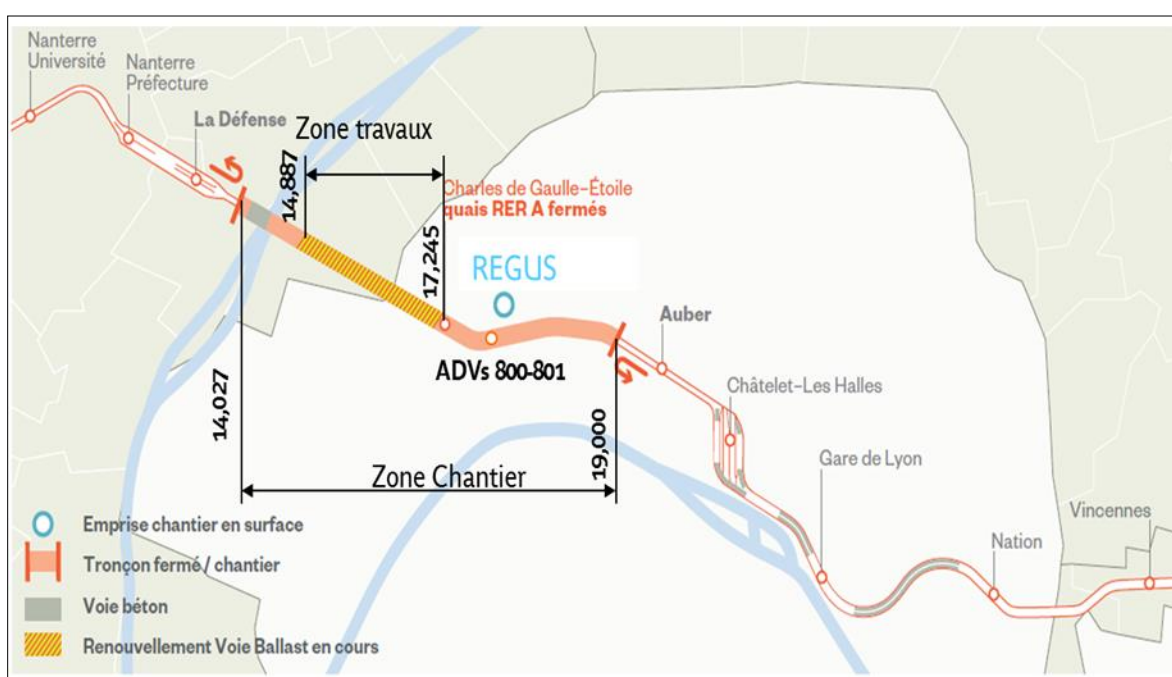 Nanterre
Université
Nanterre
Préfecture
La Défense
Zone travaux
14,887
Charles de Gaulle-Étoile
quais RER A fermés
17,245
REGUS
Auber
ADVs 800-801
Châtelet-Les Halles
14,027
19,000
Gare de Lyon
Zone Chantier
Vincennes
Nation
Emprise chantier en surface
Tronçon fermé / chantier
Voie béton
Renouvellement Voie Ballast en cours